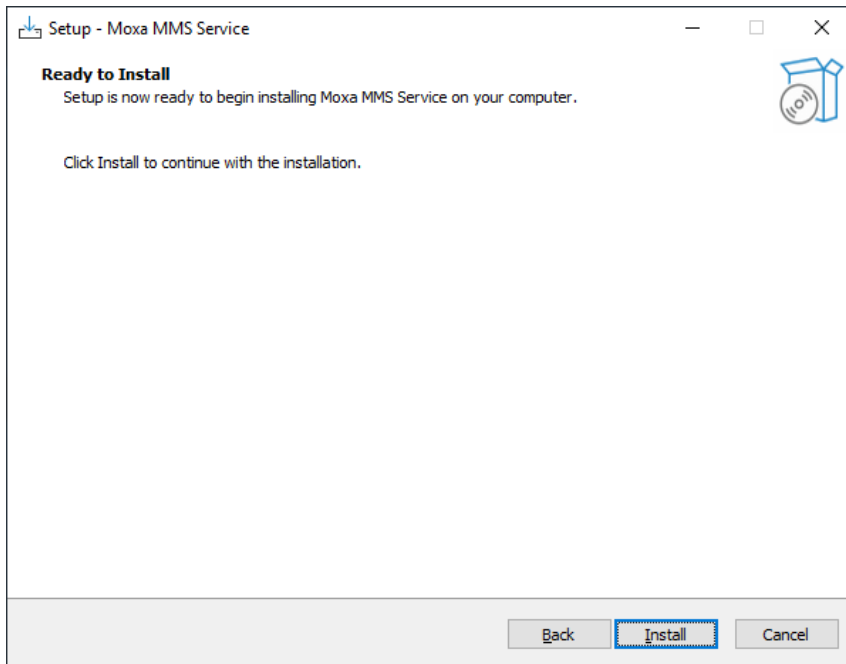 Setup - Moxa MMS Service
Ready to Install
Setup is now ready to begin installing Moxa MMS Service on your computer.
Click Install to continue with the installation.
Back
Install
Cancel